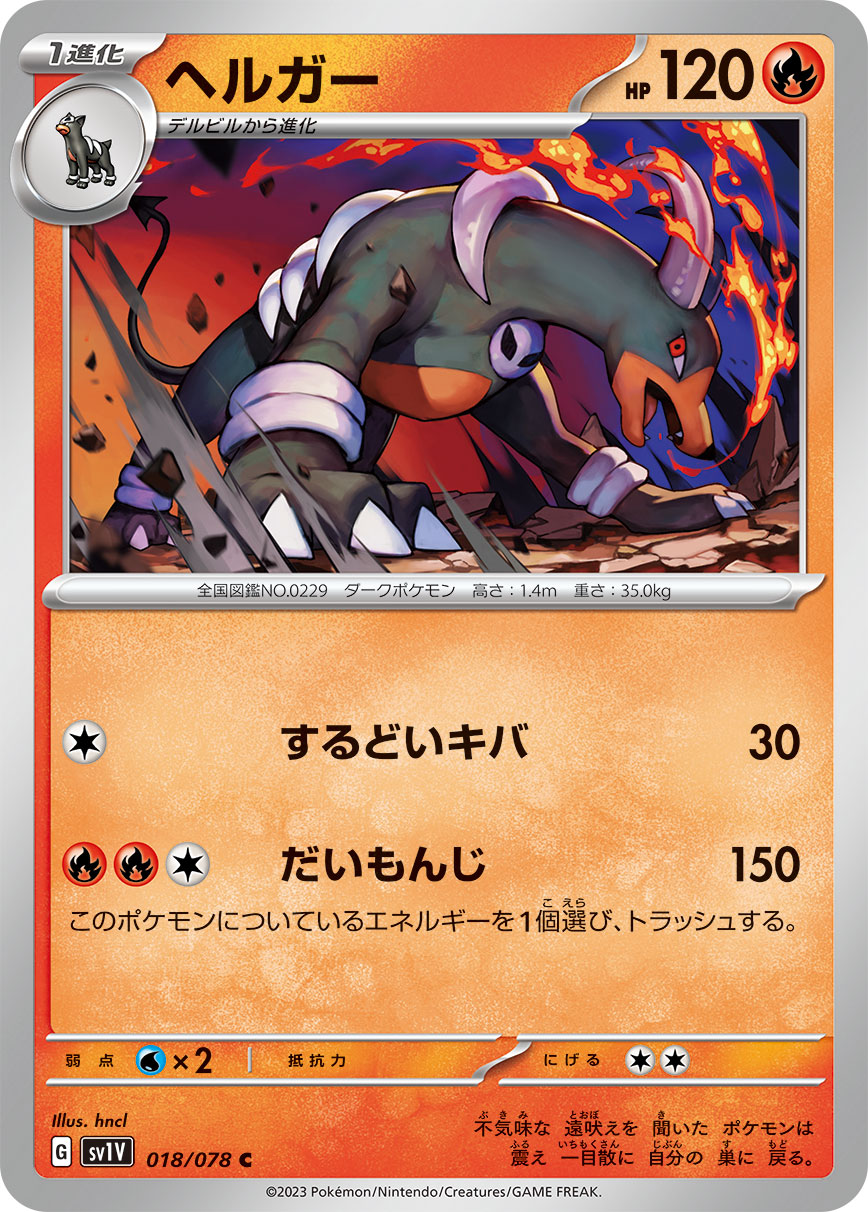 1進化
ヘルガー
HP 120
デルビルから進化
全国図鑑NO.0229 ダークポケモン 高さ:1.4m 重さ:35.0kg
するどいキバ 30
だいもんじ 150
このポケモンについているエネルギーを1個選び、トラッシュする。
弱点 ×2 抵抗力 にげる
Illus. hncl
G sv1V 018/078 C
不気味な 遠吠えを 聞いた ポケモンは
震え 一目散に 自分の 巣に 戻る。
©2023 Pokémon/Nintendo/Creatures/GAME FREAK.